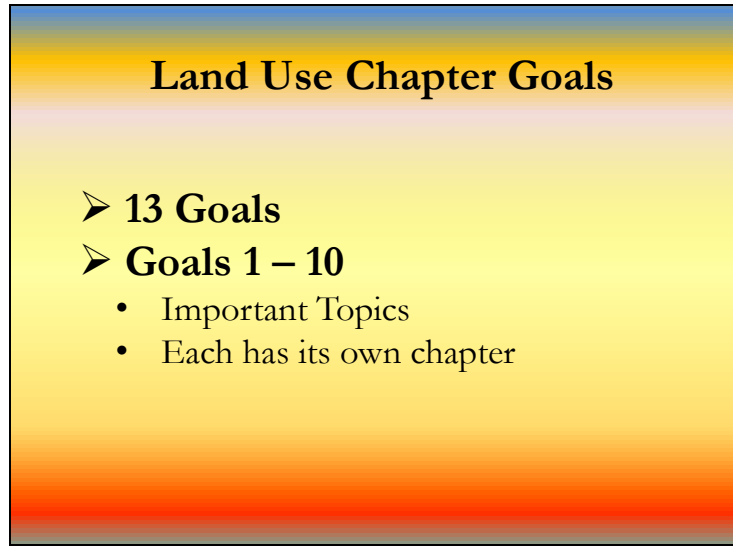 Land Use Chapter Goals
➢ 13 Goals
➢ Goals 1 – 10
• Important Topics
• Each has its own chapter